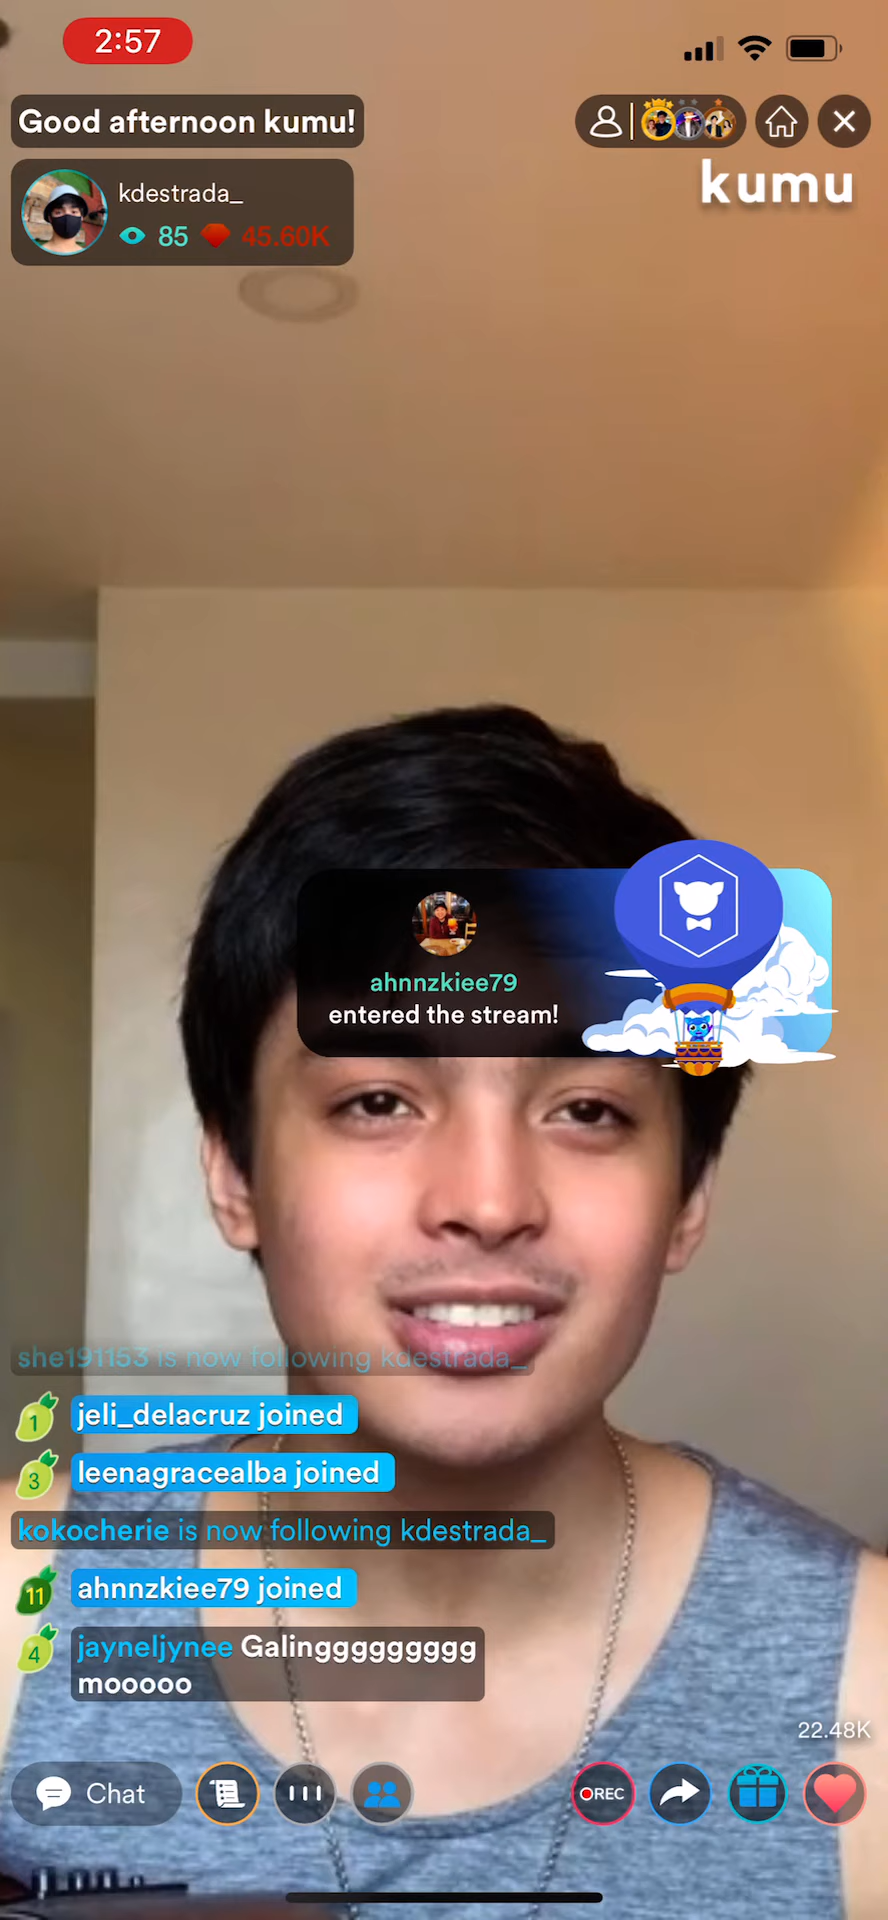 2:57
Good afternoon kumu!
kumu
kdestrada_
85 45.60K
ahnnzkiee79
entered the stream!
she191153 is now following kdestrada_
1 jeli_delacruz joined
3 leenagracealba joined
kokocherie is now following kdestrada_
11 ahnnzkiee79 joined
4 jayneljynee Galinggggggggg
mooooo
22.48K
Chat
REC